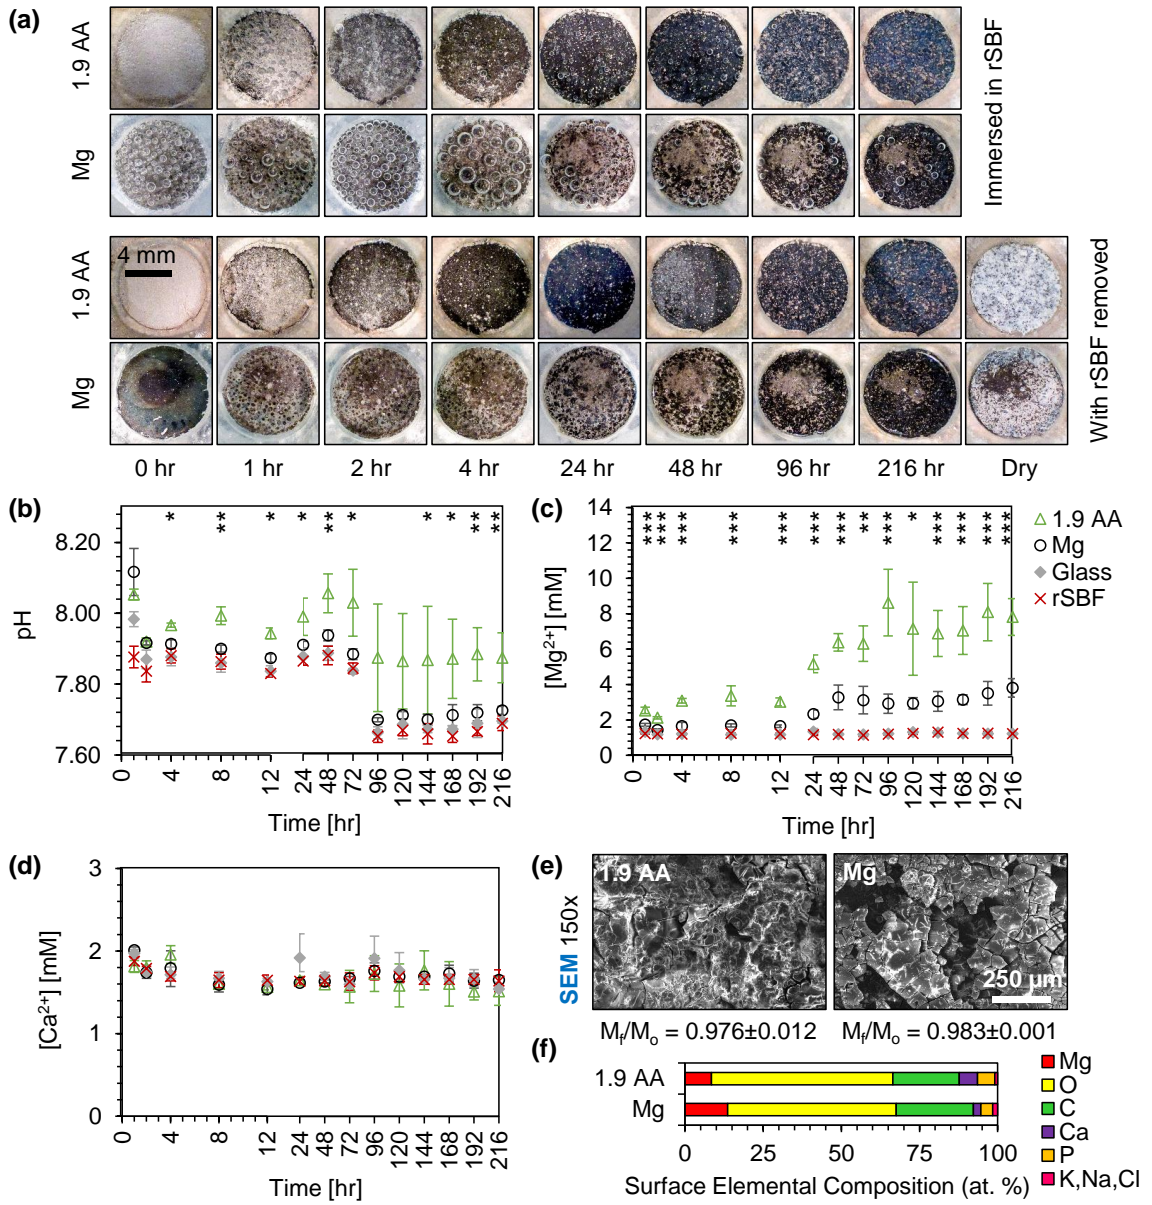 (a)
1.9 AA
Mg
Immersed in rSBF
1.9 AA
4 mm
Mg
With rSBF removed
0 hr 1 hr 2 hr 4 hr 24 hr 48 hr 96 hr 216 hr Dry
(b)
* ** * * ** * * * ** **
8.20
8.00
7.80
7.60
pH
0 4 8 12 24 48 72 96 120 144 168 192 216
Time [hr]
(c)
*** *** *** *** *** *** *** ** *** * *** *** *** ***
14
12
10
8
6
4
2
0
[Mg²⁺] [mM]
0 4 8 12 24 48 72 96 120 144 168 192 216
Time [hr]
1.9 AA
Mg
Glass
rSBF
(d)
3
2
1
0
[Ca²⁺] [mM]
0 4 8 12 24 48 72 96 120 144 168 192 216
Time [hr]
(e)
SEM 150x
1.9 AA
Mg
250 μm
M_f/M_o = 0.976±0.012
M_f/M_o = 0.983±0.001
(f)
1.9 AA
Mg
0 25 50 75 100
Surface Elemental Composition (at. %)
Mg
O
C
Ca
P
K,Na,Cl